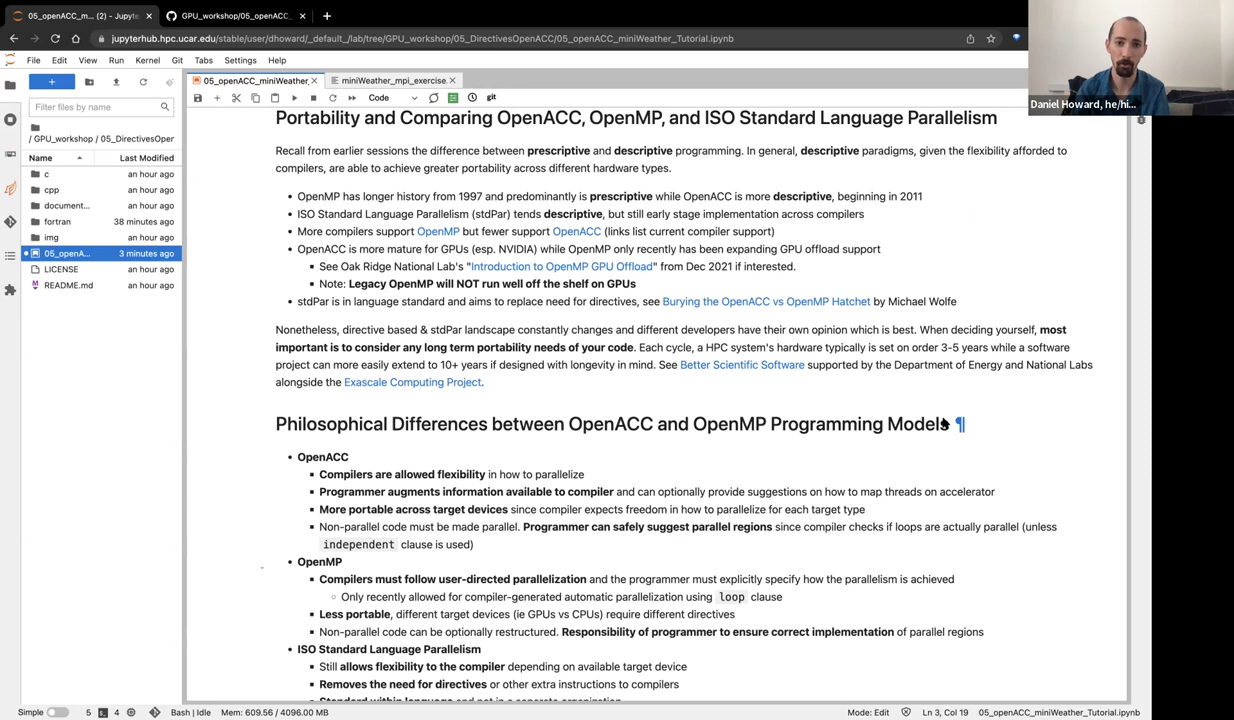 05_openACC_m... (2) - Jupyter
GPU_workshop/05_openACC_
jupyterhub.hpc.ucar.edu/stable/user/dhoward/_default_/lab/tree/GPU_workshop/05_DirectivesOpenACC/05_openACC_miniWeather_Tutorial.ipynb
File Edit View Run Kernel Git Tabs Settings Help
Daniel Howard, he/hi...
05_openACC_miniWeather_
miniWeather_mpi_exercise.
Code
git
Filter files by name
/ GPU_workshop / 05_DirectivesOper
Name Last Modified
c an hour ago
cpp an hour ago
document... an hour ago
fortran 38 minutes ago
img an hour ago
05_openA... 3 minutes ago
LICENSE an hour ago
README.md an hour ago
Portability and Comparing OpenACC, OpenMP, and ISO Standard Language Parallelism
Recall from earlier sessions the difference between prescriptive and descriptive programming. In general, descriptive paradigms, given the flexibility afforded to
compilers, are able to achieve greater portability across different hardware types.
• OpenMP has longer history from 1997 and predominantly is prescriptive while OpenACC is more descriptive, beginning in 2011
• ISO Standard Language Parallelism (stdPar) tends descriptive, but still early stage implementation across compilers
• More compilers support OpenMP but fewer support OpenACC (links list current compiler support)
• OpenACC is more mature for GPUs (esp. NVIDIA) while OpenMP only recently has been expanding GPU offload support
▪ See Oak Ridge National Lab's "Introduction to OpenMP GPU Offload" from Dec 2021 if interested.
▪ Note: Legacy OpenMP will NOT run well off the shelf on GPUs
• stdPar is in language standard and aims to replace need for directives, see Burying the OpenACC vs OpenMP Hatchet by Michael Wolfe
Nonetheless, directive based & stdPar landscape constantly changes and different developers have their own opinion which is best. When deciding yourself, most
important is to consider any long term portability needs of your code. Each cycle, a HPC system's hardware typically is set on order 3-5 years while a software
project can more easily extend to 10+ years if designed with longevity in mind. See Better Scientific Software supported by the Department of Energy and National Labs
alongside the Exascale Computing Project.
Philosophical Differences between OpenACC and OpenMP Programming Models ¶
• OpenACC
▪ Compilers are allowed flexibility in how to parallelize
▪ Programmer augments information available to compiler and can optionally provide suggestions on how to map threads on accelerator
▪ More portable across target devices since compiler expects freedom in how to parallelize for each target type
▪ Non-parallel code must be made parallel. Programmer can safely suggest parallel regions since compiler checks if loops are actually parallel (unless
independent clause is used)
• OpenMP
▪ Compilers must follow user-directed parallelization and the programmer must explicitly specify how the parallelism is achieved
○ Only recently allowed for compiler-generated automatic parallelization using loop clause
▪ Less portable, different target devices (ie GPUs vs CPUs) require different directives
▪ Non-parallel code can be optionally restructured. Responsibility of programmer to ensure correct implementation of parallel regions
• ISO Standard Language Parallelism
▪ Still allows flexibility to the compiler depending on available target device
▪ Removes the need for directives or other extra instructions to compilers
Simple 5 4 Bash | Idle Mem: 609.56 / 4096.00 MB Mode: Edit Ln 3, Col 19 05_openACC_miniWeather_Tutorial.ipynb